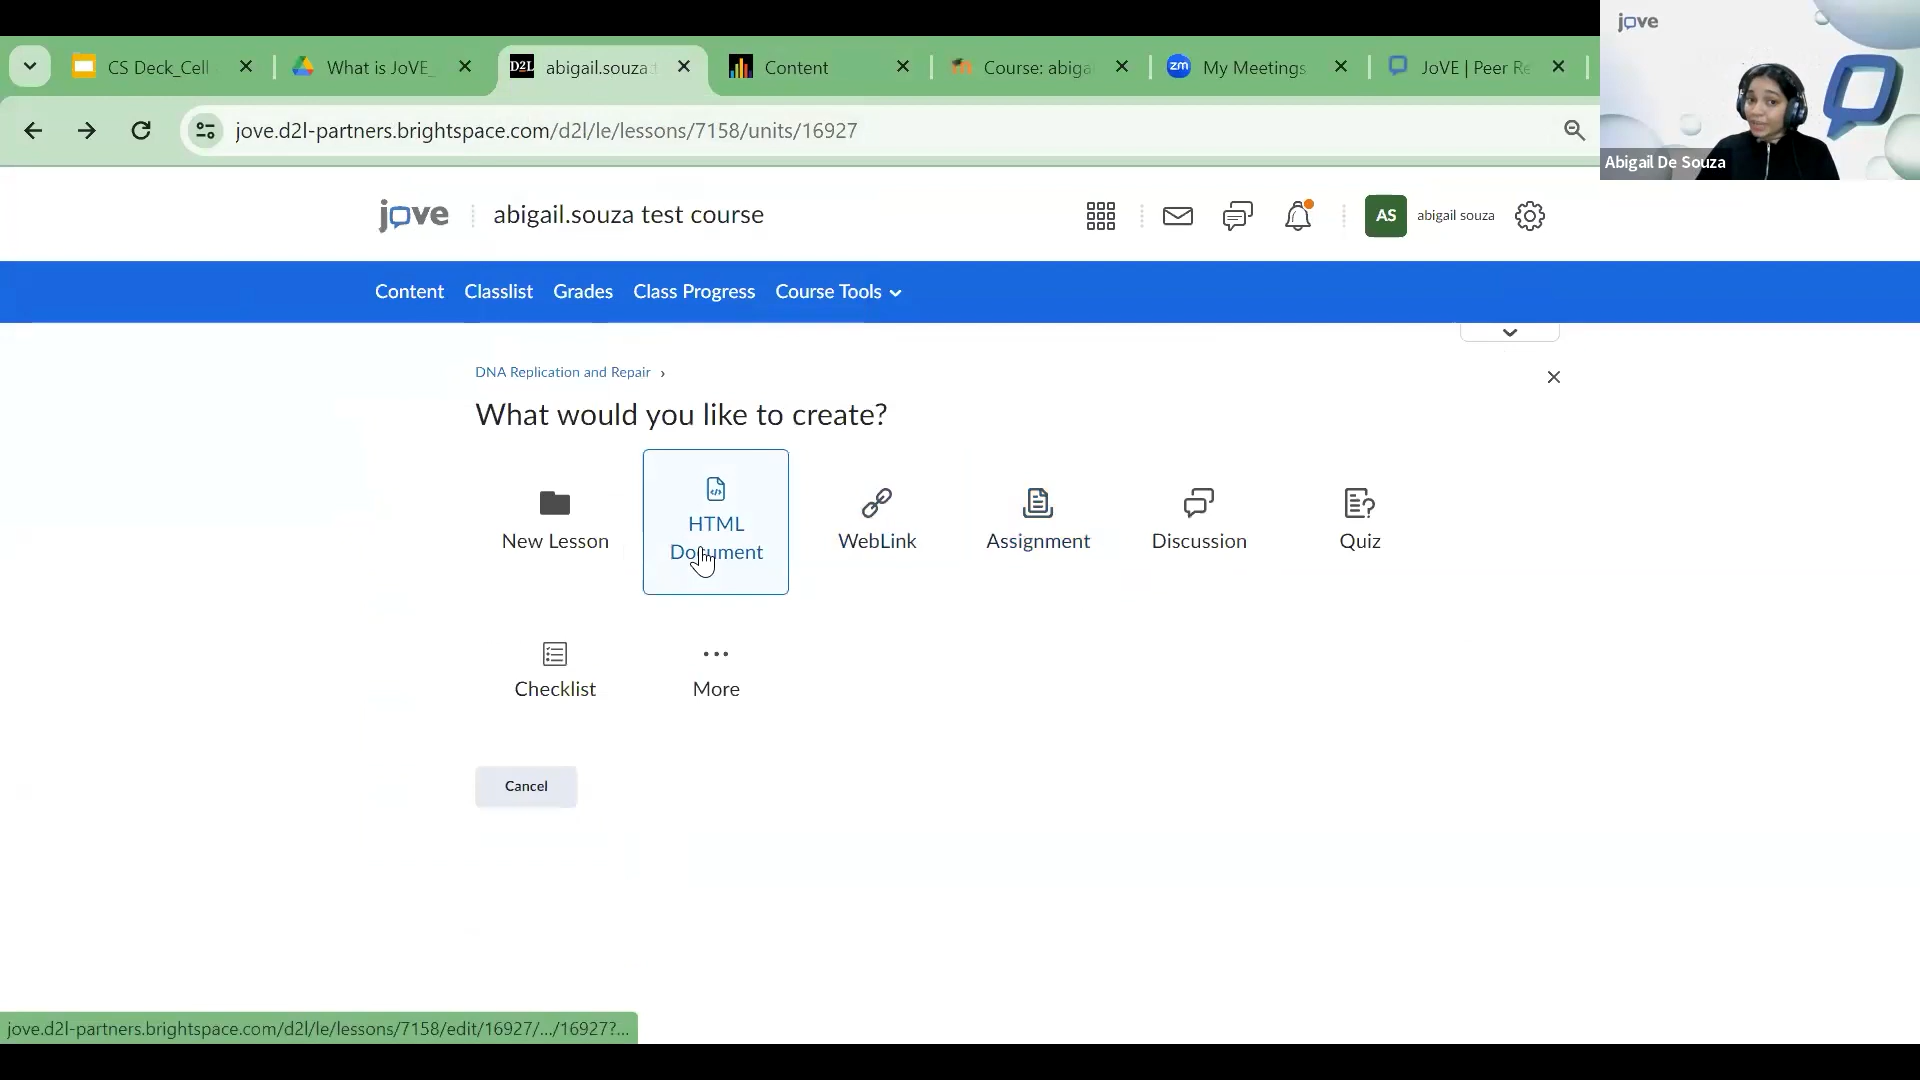 CS Deck_Cell
What is JoVE_
D2L abigail.souza
Content
Course: abiga
zm My Meetings
JoVE | Peer Re
jove.d2l-partners.brightspace.com/d2l/le/lessons/7158/units/16927
jove
Abigail De Souza
jove
abigail.souza test course
AS
abigail souza
Content
Classlist
Grades
Class Progress
Course Tools
DNA Replication and Repair ›
What would you like to create?
New Lesson
HTML
Document
WebLink
Assignment
Discussion
Quiz
Checklist
More
Cancel
jove.d2l-partners.brightspace.com/d2l/le/lessons/7158/edit/16927/.../16927?...